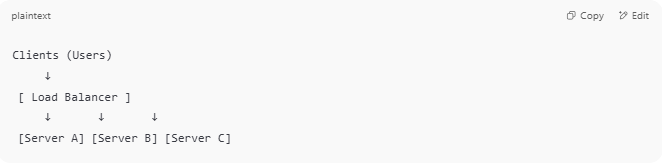 plaintext Copy Edit
Clients (Users)
↓
[ Load Balancer ]
↓ ↓ ↓
[Server A] [Server B] [Server C]